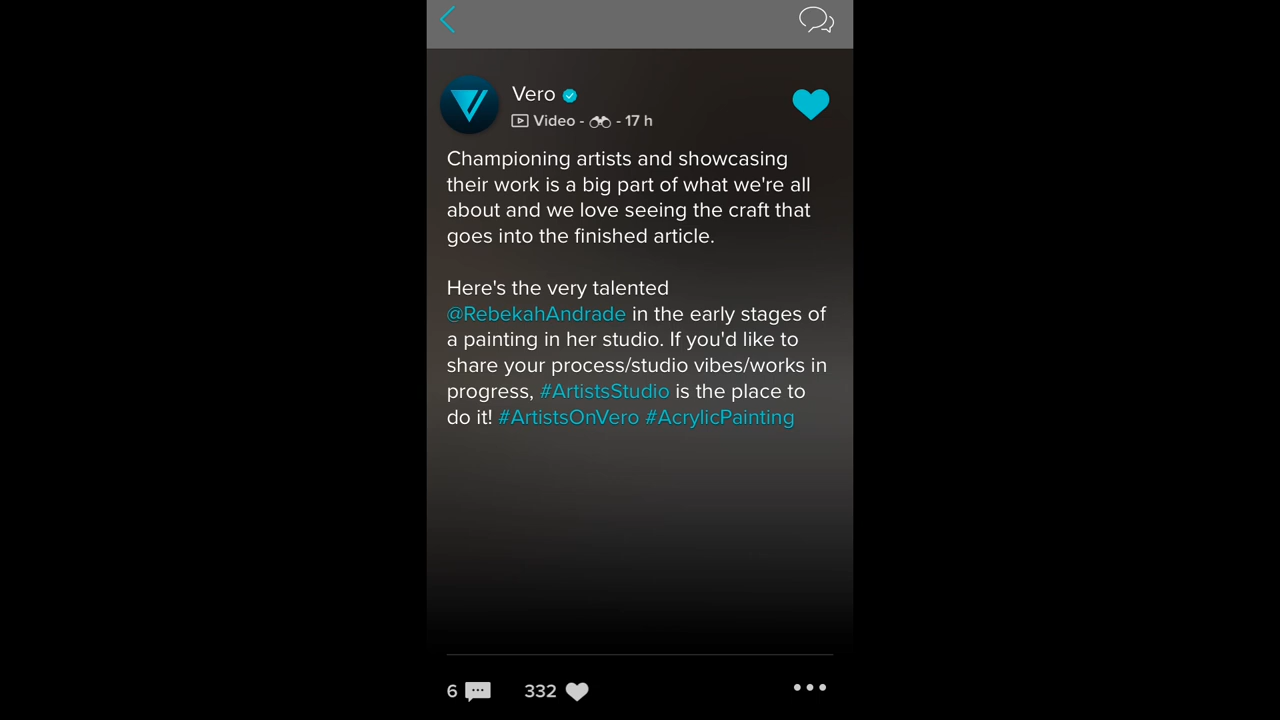 Vero
Video - - 17 h
Championing artists and showcasing
their work is a big part of what we're all
about and we love seeing the craft that
goes into the finished article.
Here's the very talented
@RebekahAndrade in the early stages of
a painting in her studio. If you'd like to
share your process/studio vibes/works in
progress, #ArtistsStudio is the place to
do it! #ArtistsOnVero #AcrylicPainting
6 332